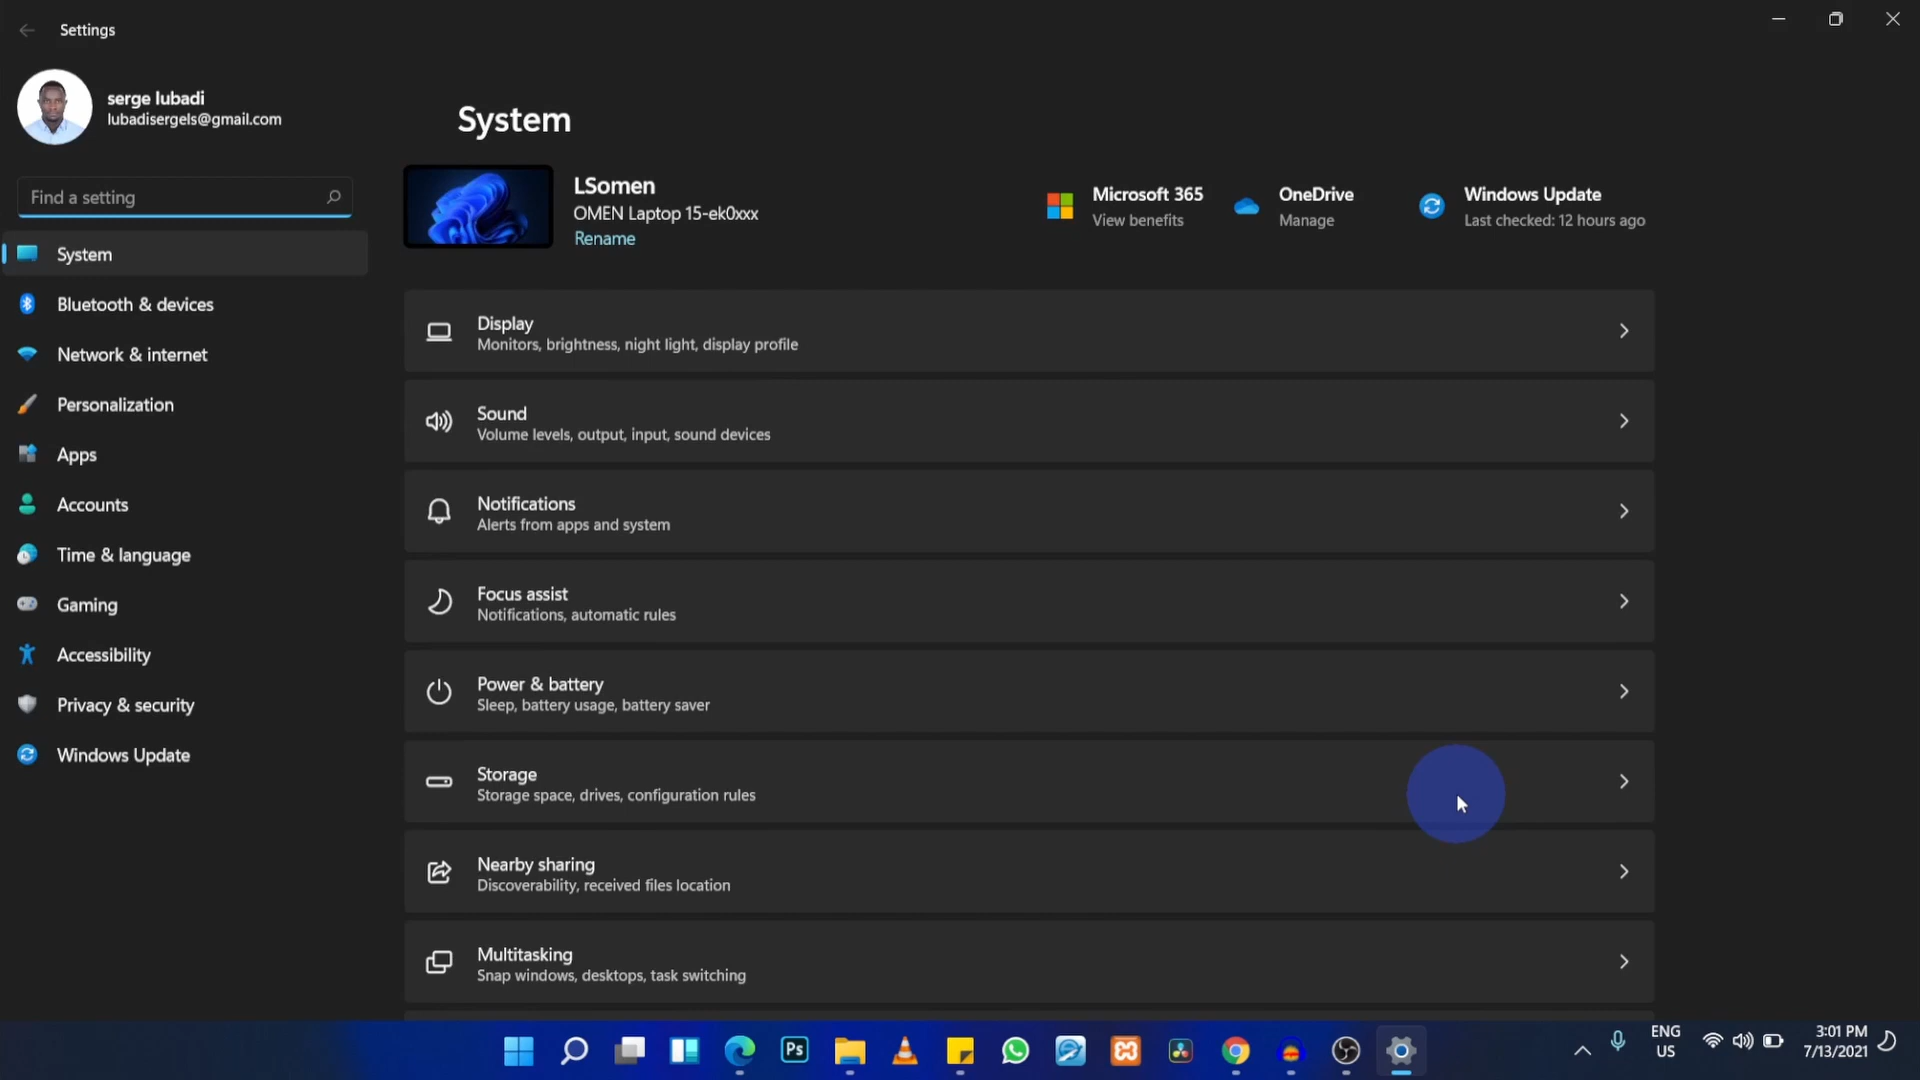 Settings
serge lubadi
lubadisergels@gmail.com
Find a setting
System
Bluetooth & devices
Network & internet
Personalization
Apps
Accounts
Time & language
Gaming
Accessibility
Privacy & security
Windows Update
System
LSomen
OMEN Laptop 15-ek0xxx
Rename
Microsoft 365
View benefits
OneDrive
Manage
Windows Update
Last checked: 12 hours ago
Display
Monitors, brightness, night light, display profile
Sound
Volume levels, output, input, sound devices
Notifications
Alerts from apps and system
Focus assist
Notifications, automatic rules
Power & battery
Sleep, battery usage, battery saver
Storage
Storage space, drives, configuration rules
Nearby sharing
Discoverability, received files location
Multitasking
Snap windows, desktops, task switching
Ps
ENG
US
3:01 PM
7/13/2021